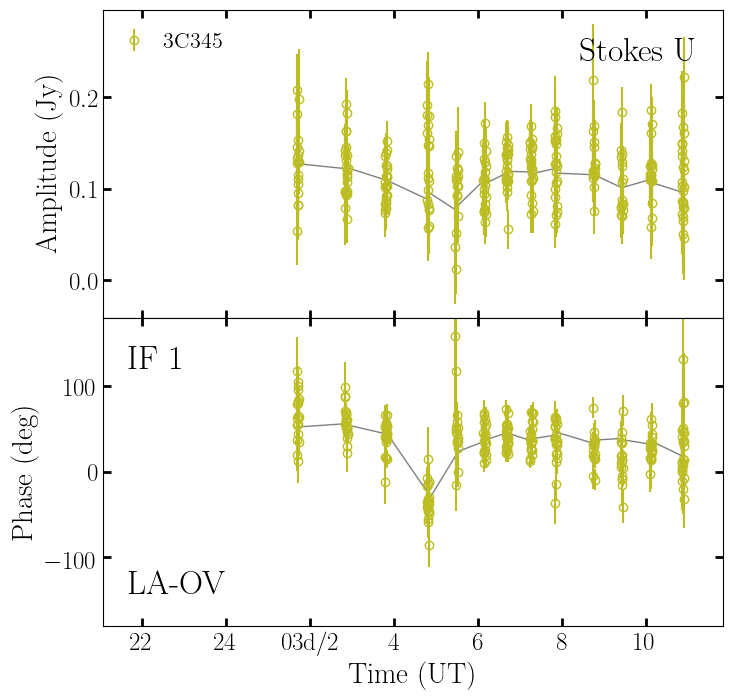 3C345
Stokes U
Amplitude (Jy)
0.2
0.1
0.0
IF 1
LA-OV
Phase (deg)
100
0
−100
22 24 03d/2 4 6 8 10
Time (UT)